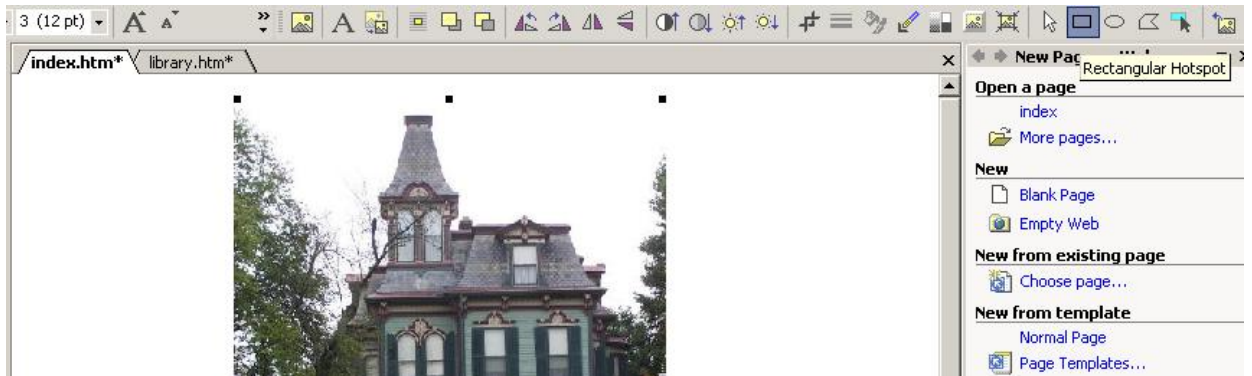 3 (12 pt)
A A A
index.htm* library.htm*
New Pag
Rectangular Hotspot
Open a page
index
More pages...
New
Blank Page
Empty Web
New from existing page
Choose page...
New from template
Normal Page
Page Templates...